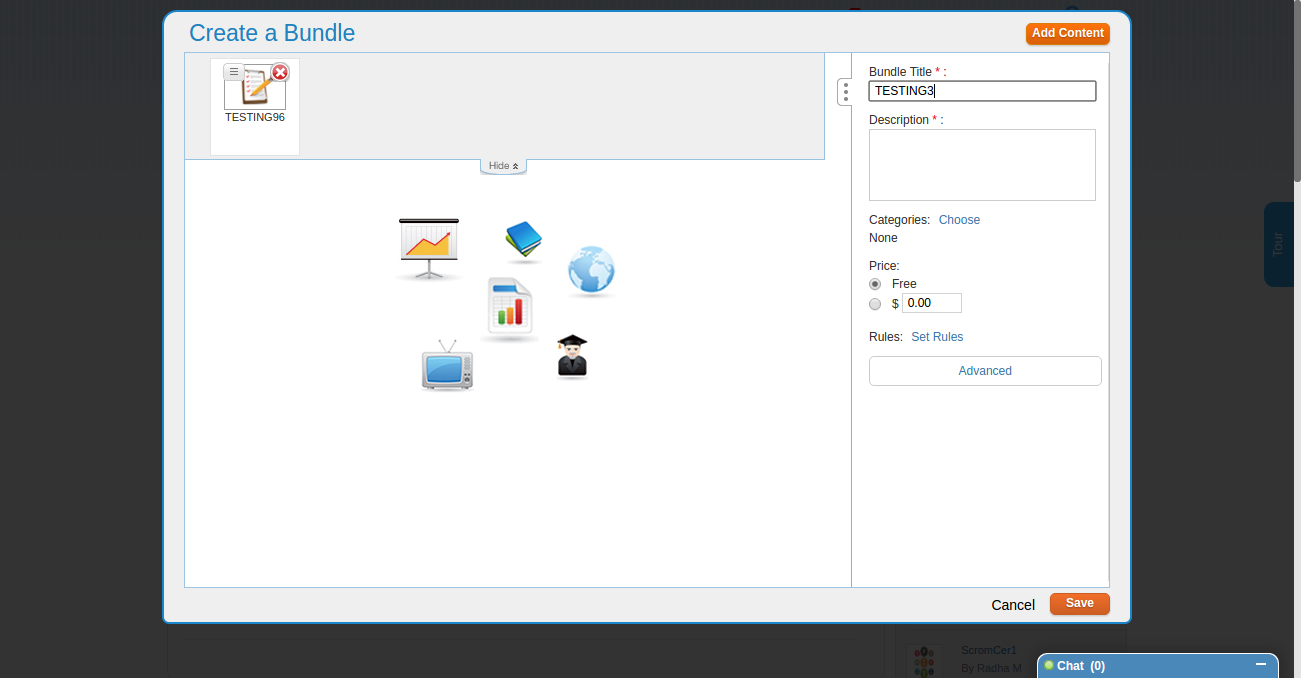 Create a Bundle
Add Content
TESTING96
Hide
Bundle Title * :
TESTING3
Description * :
Categories: Choose
None
Price:
Free
$ 0.00
Rules: Set Rules
Advanced
Cancel
Save
Tour
ScromCer1
By Radha M
Chat (0)